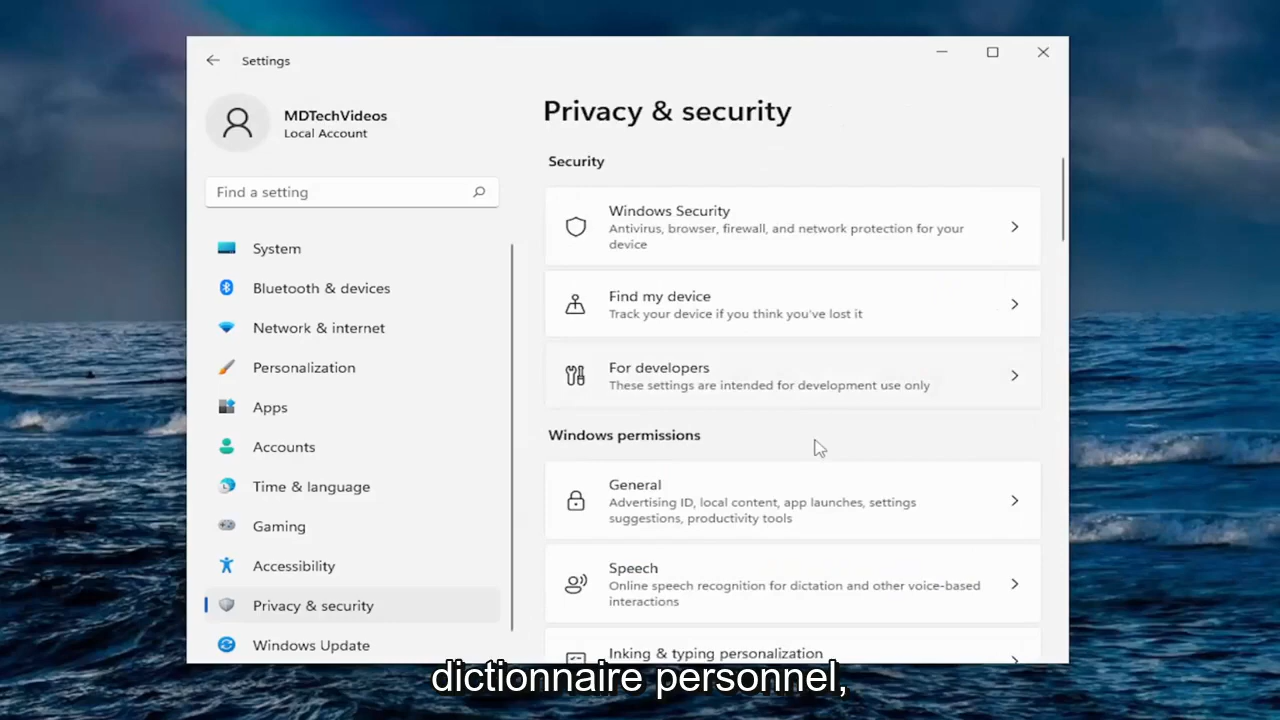 Settings
MDTechVideos
Local Account
Find a setting
System
Bluetooth & devices
Network & internet
Personalization
Apps
Accounts
Time & language
Gaming
Accessibility
Privacy & security
Windows Update
Privacy & security
Security
Windows Security
Antivirus, browser, firewall, and network protection for your
device
Find my device
Track your device if you think you've lost it
For developers
These settings are intended for development use only
Windows permissions
General
Advertising ID, local content, app launches, settings
suggestions, productivity tools
Speech
Online speech recognition for dictation and other voice-based
interactions
Inking & typing personalization
dictionnaire personnel,